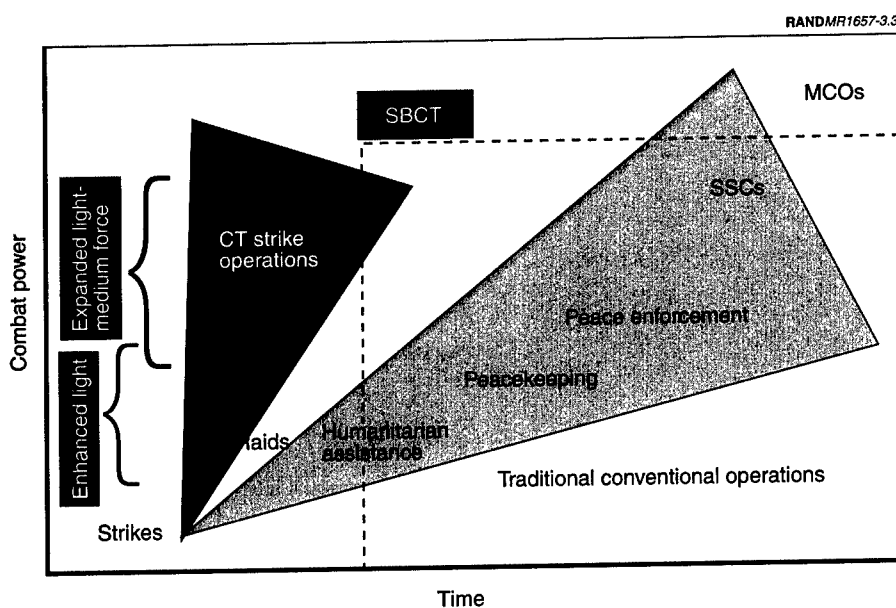 RANDMR1657-3.3
MCOs
SBCT
SSCs
Expanded light-
medium force
CT strike
operations
Combat power
Peace enforcement
Peacekeeping
Enhanced light
Humanitarian
assistance
Traditional conventional operations
Strikes
Time